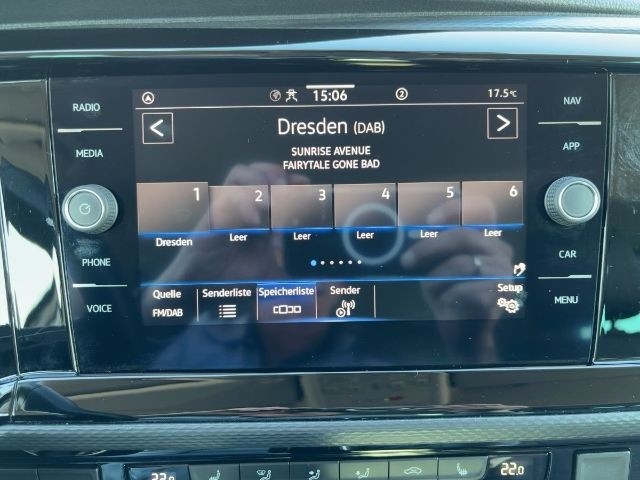 RADIO
MEDIA
PHONE
VOICE
15:06
2
17.5°C
Dresden (DAB)
SUNRISE AVENUE
FAIRYTALE GONE BAD
1 2 3 4 5 6
Dresden Leer Leer Leer Leer Leer
Quelle Senderliste Speicherliste Sender Setup
FM/DAB
NAV
APP
CAR
MENU
22.0 22.0